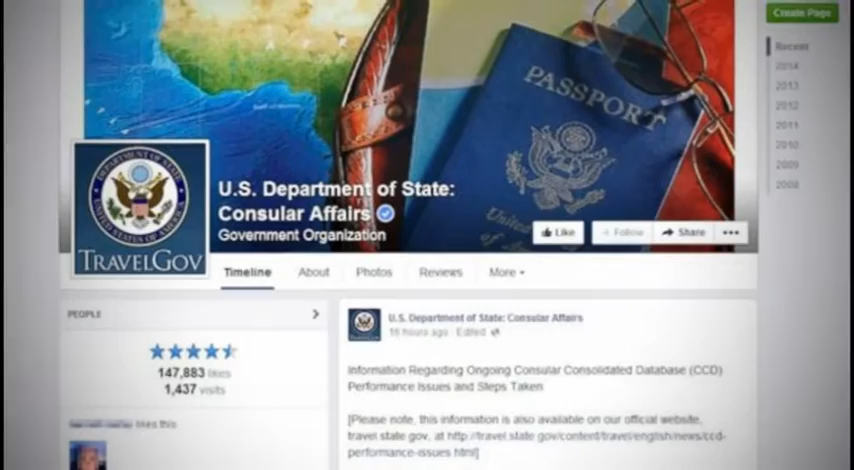 Create Page
Recent
2014
2013
2012
2011
2010
2009
2008
PASSPORT
United
of
DEPARTMENT OF STATE
UNITED STATES OF AMERICA
TRAVELGOV
U.S. Department of State:
Consular Affairs
Government Organization
Like
+ Follow
Share
Timeline
About
Photos
Reviews
More
PEOPLE
147,883 likes
1,437 visits
likes this
U.S. Department of State: Consular Affairs
16 hours ago · Edited
Information Regarding Ongoing Consular Consolidated Database (CCD)
Performance Issues and Steps Taken
[Please note, this information is also available on our official website,
travel.state.gov, at http://travel.state.gov/content/travel/english/news/ccd-
performance-issues.html]